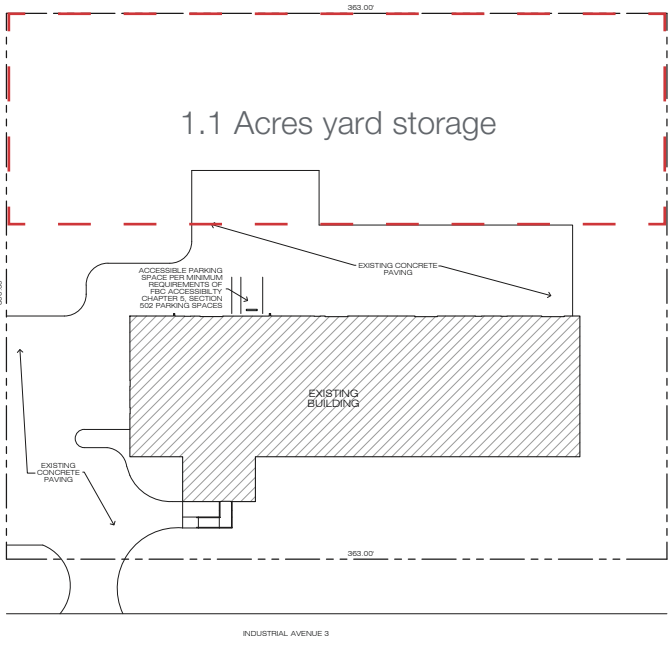 363.00'
1.1 Acres yard storage
ACCESSIBLE PARKING
SPACE PER MINIMUM
REQUIREMENTS OF
FBC ACCESSIBILTY
CHAPTER 5, SECTION
502 PARKING SPACES
EXISTING CONCRETE
PAVING
EXISTING
BUILDING
EXISTING
CONCRETE
PAVING
363.00'
INDUSTRIAL AVENUE 3